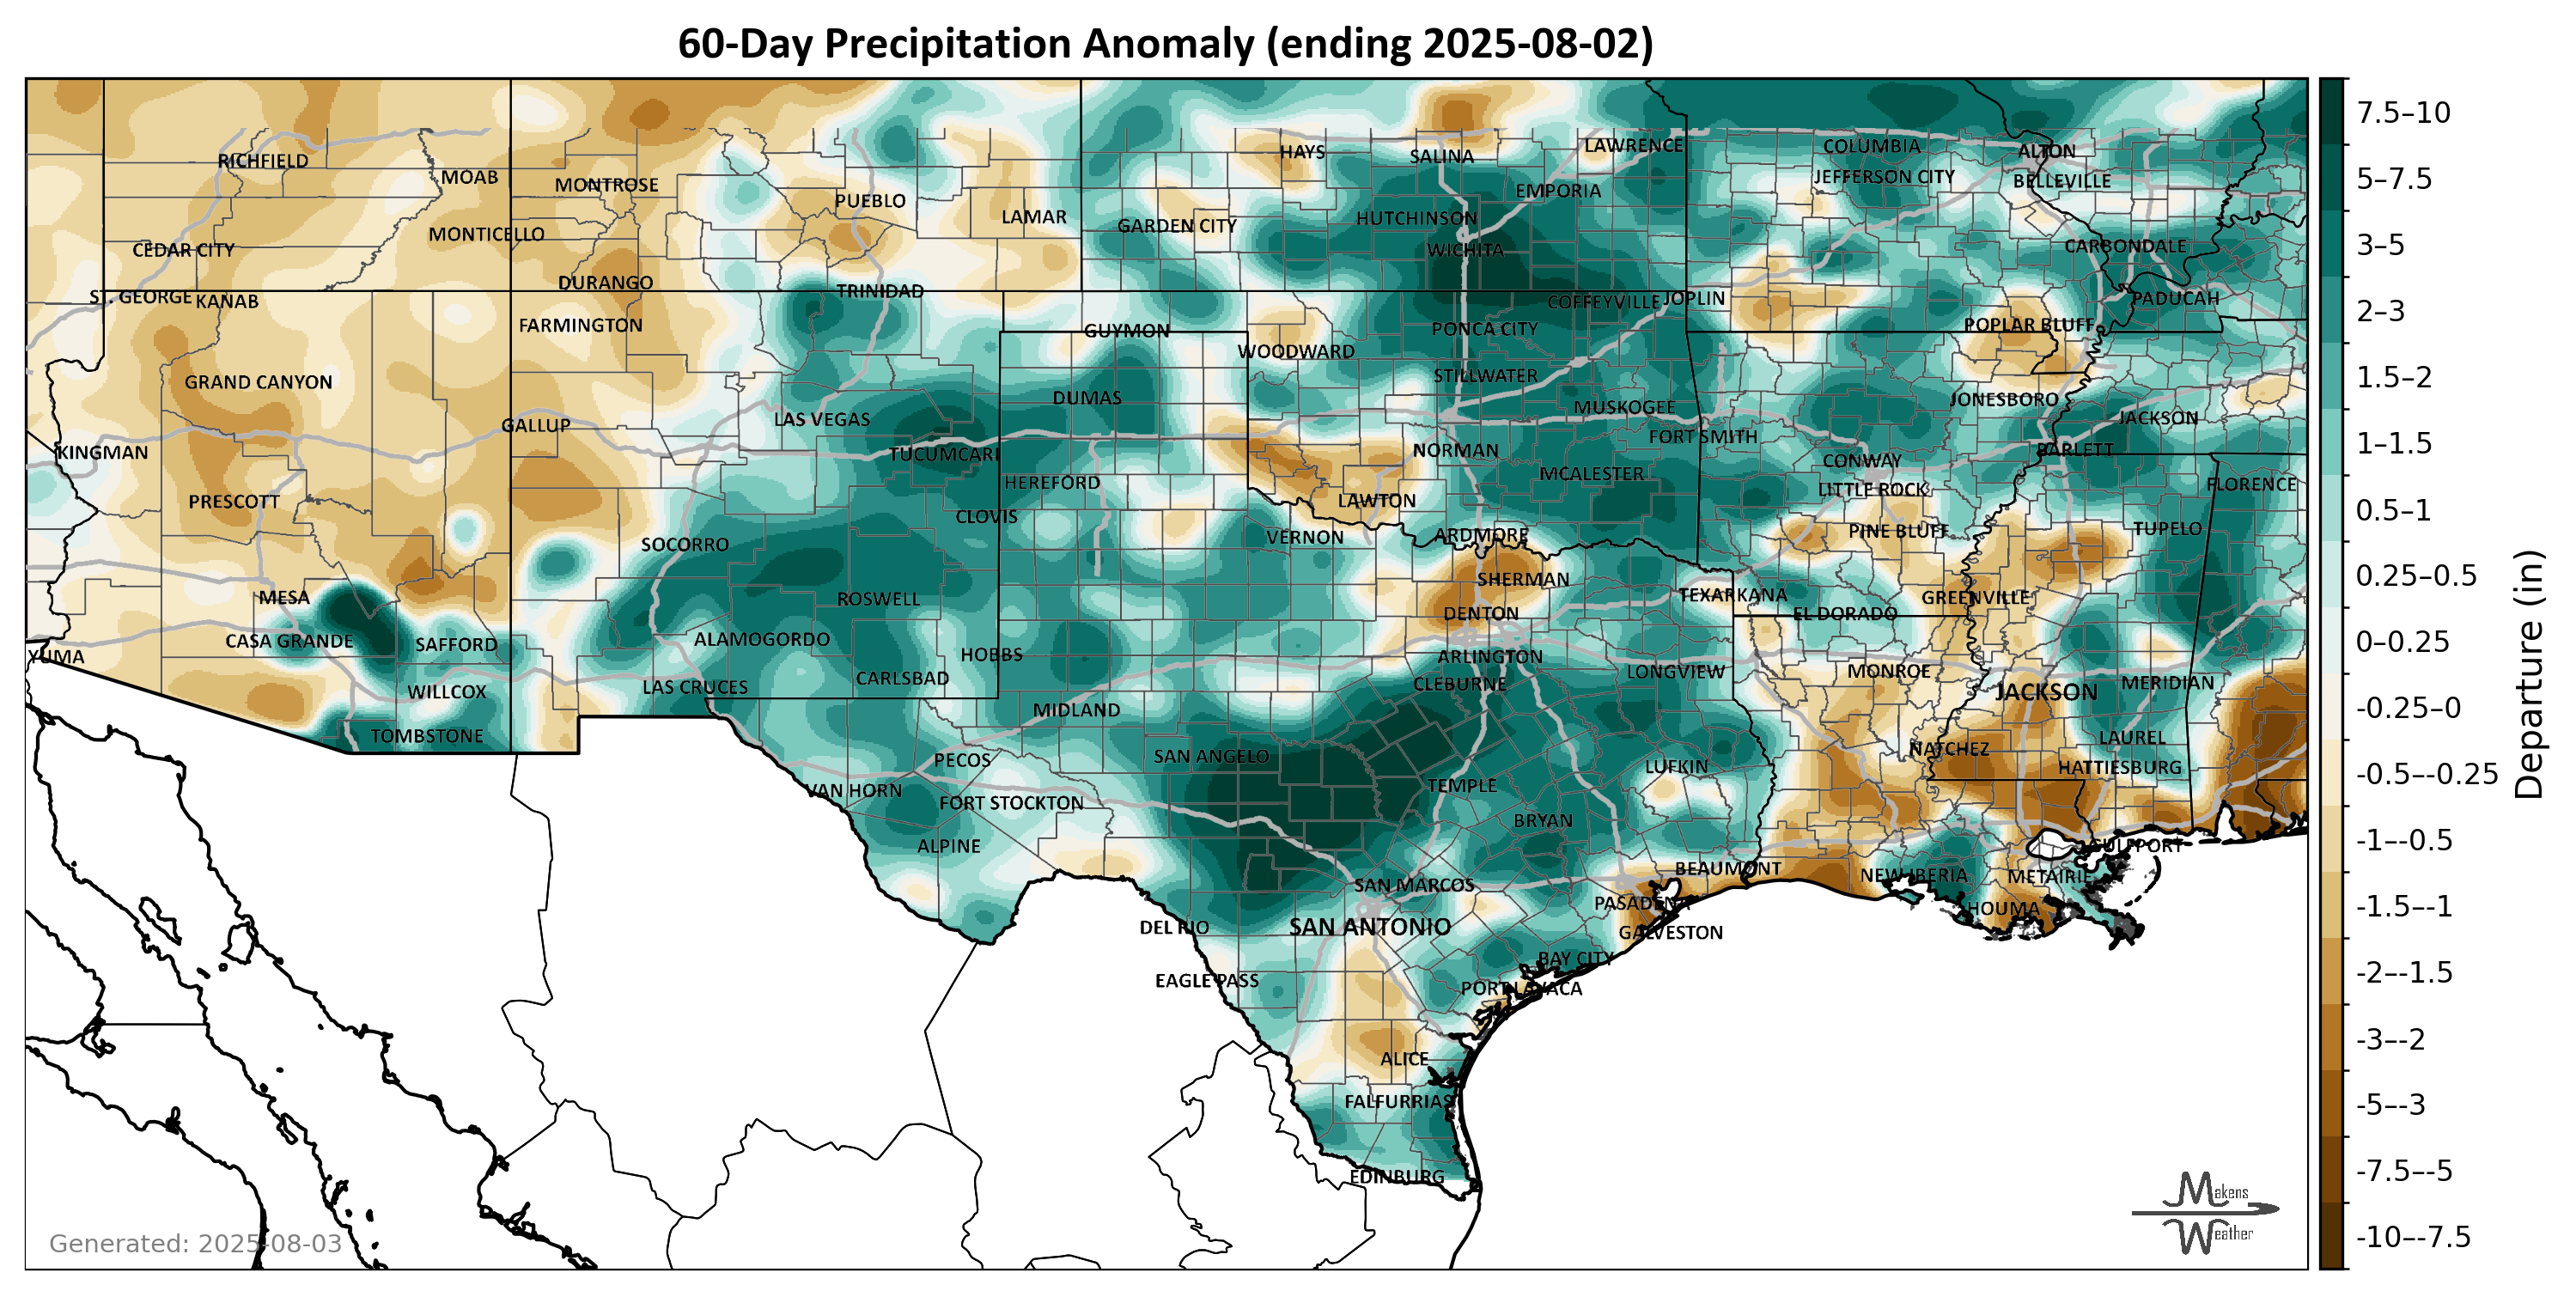 60-Day Precipitation Anomaly (ending 2025-08-02)
RICHFIELD
MOAB
MONTROSE
PUEBLO
LAMAR
HAYS
SALINA
LAWRENCE
COLUMBIA
ALTON
JEFFERSON CITY
BELLEVILLE
EMPORIA
GARDEN CITY
HUTCHINSON
WICHITA
CEDAR CITY
MONTICELLO
CARBONDALE
DURANGO
TRINIDAD
ST. GEORGE
KANAB
COFFEYVILLE
JOPLIN
PADUCAH
FARMINGTON
GUYMON
PONCA CITY
POPLAR BLUFF
WOODWARD
GRAND CANYON
STILLWATER
DUMAS
MUSKOGEE
JONESBORO
JACKSON
GALLUP
LAS VEGAS
KINGMAN
TUCUMCARI
NORMAN
FORT SMITH
BARLETT
CONWAY
PRESCOTT
HEREFORD
LAWTON
MCALESTER
LITTLE ROCK
FLORENCE
CLOVIS
SOCORRO
VERNON
ARDMORE
PINE BLUFF
TUPELO
MESA
ROSWELL
SHERMAN
TEXARKANA
GREENVILLE
DENTON
EL DORADO
CASA GRANDE
SAFFORD
ALAMOGORDO
YUMA
HOBBS
ARLINGTON
LONGVIEW
MONROE
WILLCOX
LAS CRUCES
CARLSBAD
CLEBURNE
JACKSON
MERIDIAN
TOMBSTONE
MIDLAND
PECOS
SAN ANGELO
NATCHEZ
LAUREL
VAN HORN
FORT STOCKTON
TEMPLE
LUFKIN
HATTIESBURG
ALPINE
BRYAN
GULFPORT
BEAUMONT
NEW IBERIA
METAIRIE
SAN MARCOS
PASADENA
HOUMA
DEL RIO
SAN ANTONIO
GALVESTON
EAGLE PASS
BAY CITY
PORT LAVACA
ALICE
FALFURRIAS
EDINBURG
Generated: 2025-08-03
Makens
Weather
7.5–10
5–7.5
3–5
2–3
1.5–2
1–1.5
0.5–1
0.25–0.5
0–0.25
-0.25–0
-0.5–-0.25
-1–-0.5
-1.5–-1
-2–-1.5
-3–-2
-5–-3
-7.5–-5
-10–-7.5
Departure (in)